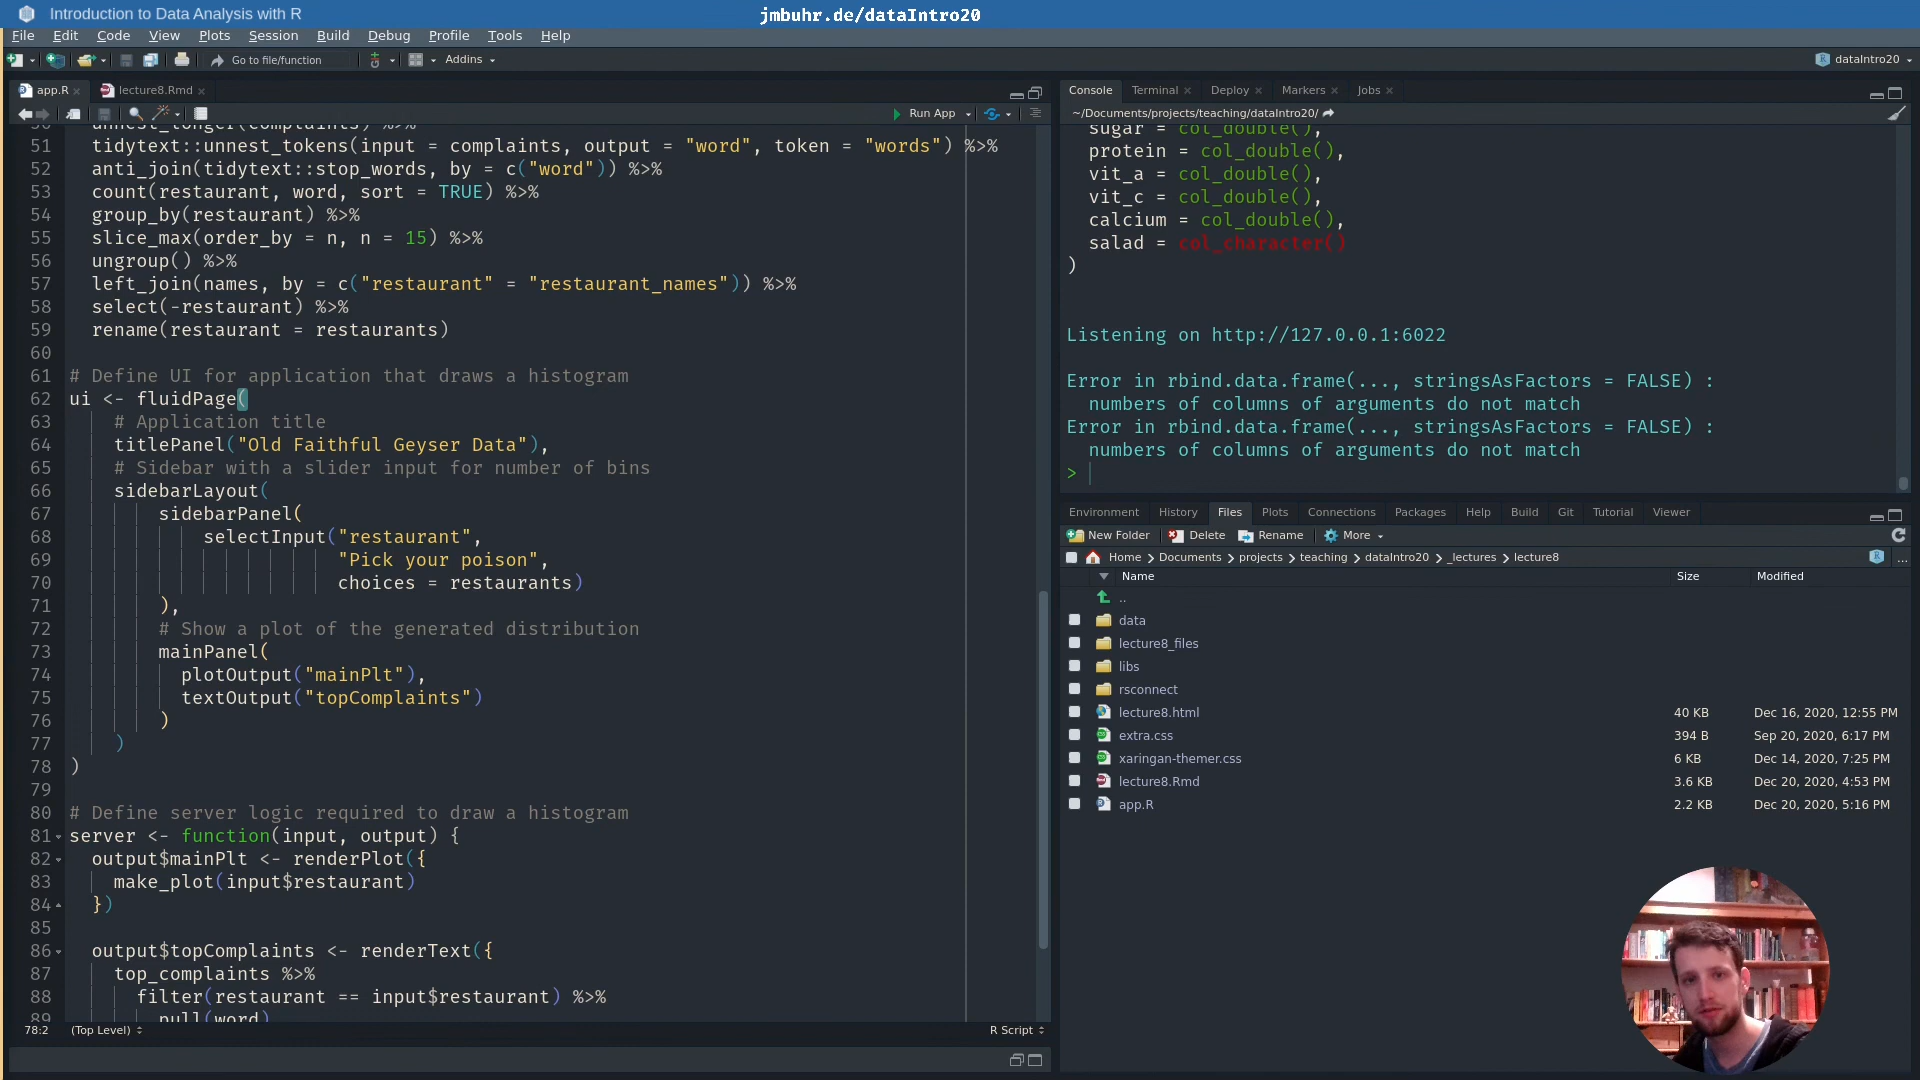 Introduction to Data Analysis with R
jmbuhr.de/dataIntro20
File Edit Code View Plots Session Build Debug Profile Tools Help
Go to file/function Addins dataIntro20
app.R lecture8.Rmd
Run App
50 unnest_longer(complaints) %>%
51 tidytext::unnest_tokens(input = complaints, output = "word", token = "words") %>%
52 anti_join(tidytext::stop_words, by = c("word")) %>%
53 count(restaurant, word, sort = TRUE) %>%
54 group_by(restaurant) %>%
55 slice_max(order_by = n, n = 15) %>%
56 ungroup() %>%
57 left_join(names, by = c("restaurant" = "restaurant_names")) %>%
58 select(-restaurant) %>%
59 rename(restaurant = restaurants)
60
61 # Define UI for application that draws a histogram
62 ui <- fluidPage(
63 # Application title
64 titlePanel("Old Faithful Geyser Data"),
65 # Sidebar with a slider input for number of bins
66 sidebarLayout(
67 sidebarPanel(
68 selectInput("restaurant",
69 "Pick your poison",
70 choices = restaurants)
71 ),
72 # Show a plot of the generated distribution
73 mainPanel(
74 plotOutput("mainPlt"),
75 textOutput("topComplaints")
76 )
77 )
78 )
79
80 # Define server logic required to draw a histogram
81 server <- function(input, output) {
82 output$mainPlt <- renderPlot({
83 make_plot(input$restaurant)
84 })
85
86 output$topComplaints <- renderText({
87 top_complaints %>%
88 filter(restaurant == input$restaurant) %>%
89 pull(word)
78:2 (Top Level) R Script
Console Terminal Deploy Markers Jobs
~/Documents/projects/teaching/dataIntro20/
sugar = col_double(),
protein = col_double(),
vit_a = col_double(),
vit_c = col_double(),
calcium = col_double(),
salad = col_character()
)
Listening on http://127.0.0.1:6022
Error in rbind.data.frame(..., stringsAsFactors = FALSE) :
numbers of columns of arguments do not match
Error in rbind.data.frame(..., stringsAsFactors = FALSE) :
numbers of columns of arguments do not match
>
Environment History Files Plots Connections Packages Help Build Git Tutorial Viewer
New Folder Delete Rename More
Home Documents projects teaching dataIntro20 _lectures lecture8 ...
Name Size Modified
..
data
lecture8_files
libs
rsconnect
lecture8.html 40 KB Dec 16, 2020, 12:55 PM
extra.css 394 B Sep 20, 2020, 6:17 PM
xaringan-themer.css 6 KB Dec 14, 2020, 7:25 PM
lecture8.Rmd 3.6 KB Dec 20, 2020, 4:53 PM
app.R 2.2 KB Dec 20, 2020, 5:16 PM